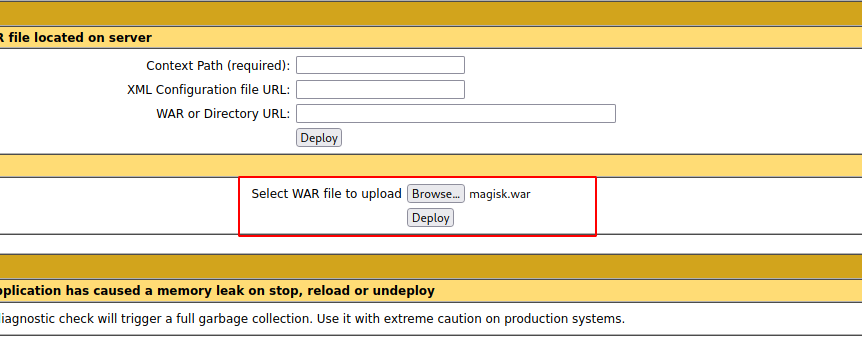 R file located on server
Context Path (required):
XML Configuration file URL:
WAR or Directory URL:
Deploy
Select WAR file to upload Browse... magisk.war
Deploy
pplication has caused a memory leak on stop, reload or undeploy
iagnostic check will trigger a full garbage collection. Use it with extreme caution on production systems.